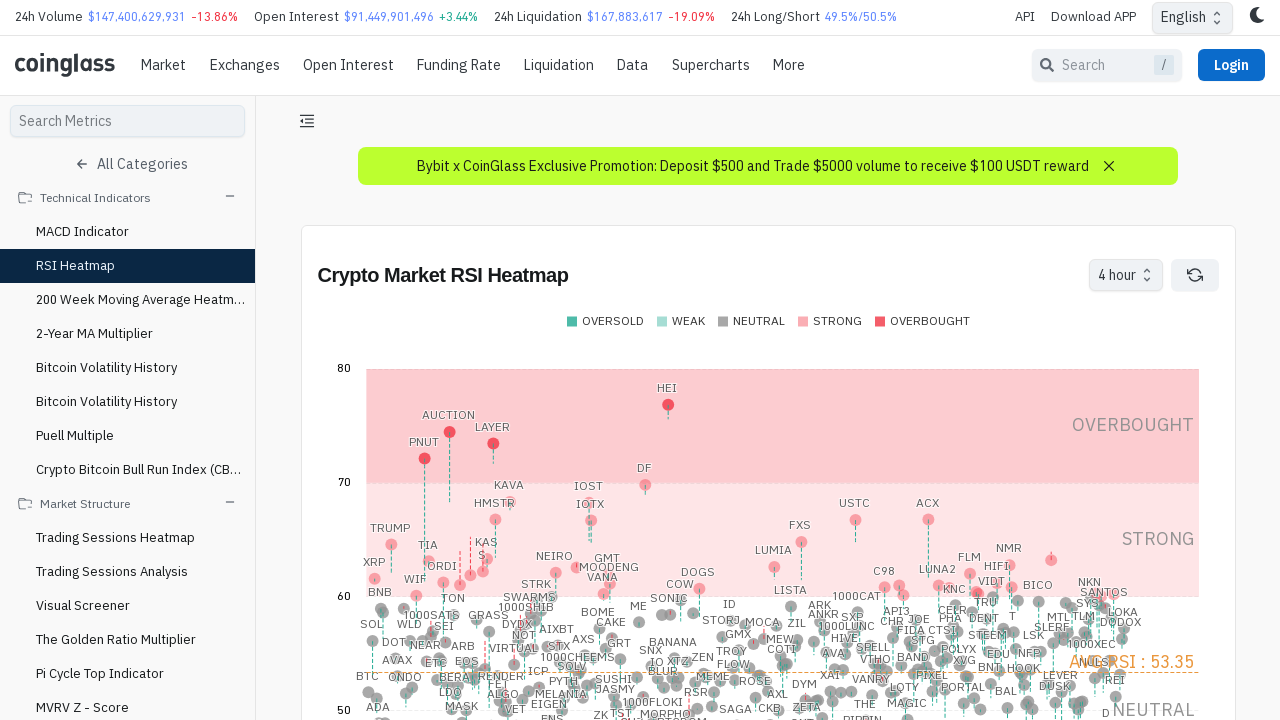 24h Volume $147,400,629,931 -13.86% Open Interest $91,449,901,496 +3.44% 24h Liquidation $167,883,617 -19.09% 24h Long/Short 49.5%/50.5% API Download APP English
coinglass Market Exchanges Open Interest Funding Rate Liquidation Data Supercharts More Search / Login
Search Metrics
All Categories
Technical Indicators
MACD Indicator
RSI Heatmap
200 Week Moving Average Heatm...
2-Year MA Multiplier
Bitcoin Volatility History
Bitcoin Volatility History
Puell Multiple
Crypto Bitcoin Bull Run Index (CB...
Market Structure
Trading Sessions Heatmap
Trading Sessions Analysis
Visual Screener
The Golden Ratio Multiplier
Pi Cycle Top Indicator
MVRV Z - Score
Bybit x CoinGlass Exclusive Promotion: Deposit $500 and Trade $5000 volume to receive $100 USDT reward
Crypto Market RSI Heatmap 4 hour
OVERSOLD WEAK NEUTRAL STRONG OVERBOUGHT
80
HEI
AUCTION
LAYER
OVERBOUGHT
PNUT
DF
70
KAVA
IOST
HMSTR
IOTX
USTC
ACX
TRUMP
FXS
STRONG
TIA
KAS
S
LUMIA
NMR
XRP
ORDI
NEIRO
GMT
FLM
WIF
MOODENG
DOGS
C98
LUNA2
HIFI
VANA
BNB
TON
STRK
COW
LISTA
KNC
VIDT
BICO
NKN
60
SWARMS
SONIC
1000CAT
SANTOS
1000SATS
GRASS
1000SHIB
BOME
ME
ID
ARK
API3
CELR
TRU
SYS
LOKA
SOL
WLD
SEI
DYDX
CAKE
STORJ
MOCA
ZIL
ANKR
SXP
CHR
JOE
PHA
DENT
T
MTL
TLM
DODOX
NOT
AIXBT
GMX
1000LUNC
FIDA
CTSI
STEEM
LSK
SLERF
DOT
NEAR
ARB
VIRTUAL
STX
AXS
GRT
BANANA
MEW
HIVE
STG
1000XEC
AVAX
ETC
EOS
1000CHEEMS
SNX
ZEN
TROY
COTI
AVA
SPELL
BAND
POLYX
XVG
EDU
NFP
AVG RSI : 53.35
BTC
ONDO
BERA
RENDER
ICP
SOLV
IO
XTZ
FLOW
VTHO
BNT
HOOK
NULS
FET
PYTH
SUSHI
BLUR
MEME
ROSE
XAI
VANRY
PIXEL
LEVER
IREI
LDO
ALGO
MELANIA
JASMY
RSR
AXL
DYM
LQTY
PORTAL
BAL
DUSK
ADA
MASK
VET
EIGEN
1000FLOKI
SAGA
CKB
ZETA
THE
MAGIC
50
ENS
ZK
TST
MORPHO
PIPPIN
D
NEUTRAL